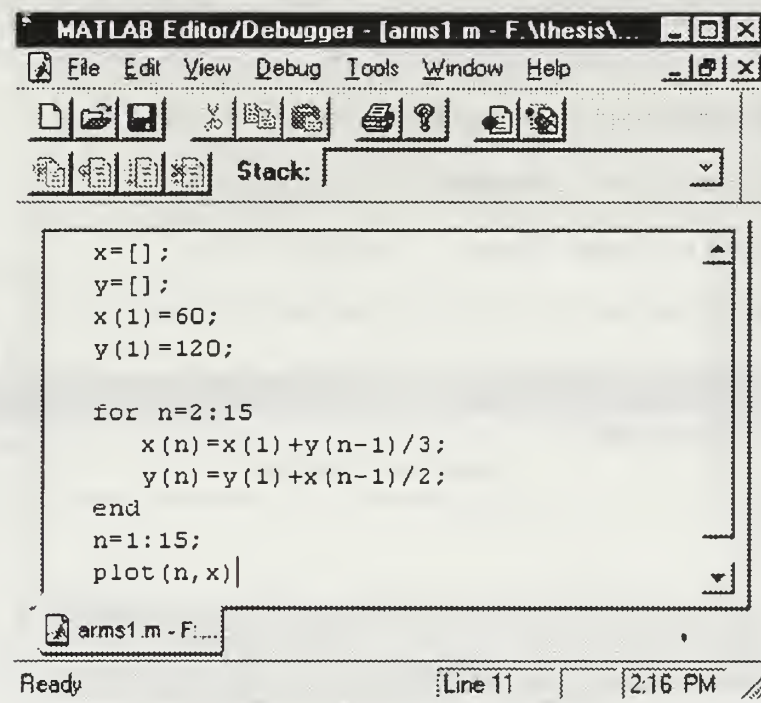 MATLAB Editor/Debugger - [arms1.m - F:\thesis\...
File Edit View Debug Tools Window Help
Stack:
x=[];
y=[];
x(1)=60;
y(1)=120;
for n=2:15
x(n)=x(1)+y(n-1)/3;
y(n)=y(1)+x(n-1)/2;
end
n=1:15;
plot(n,x)
arms1.m - F:...
Ready Line 11 2:16 PM